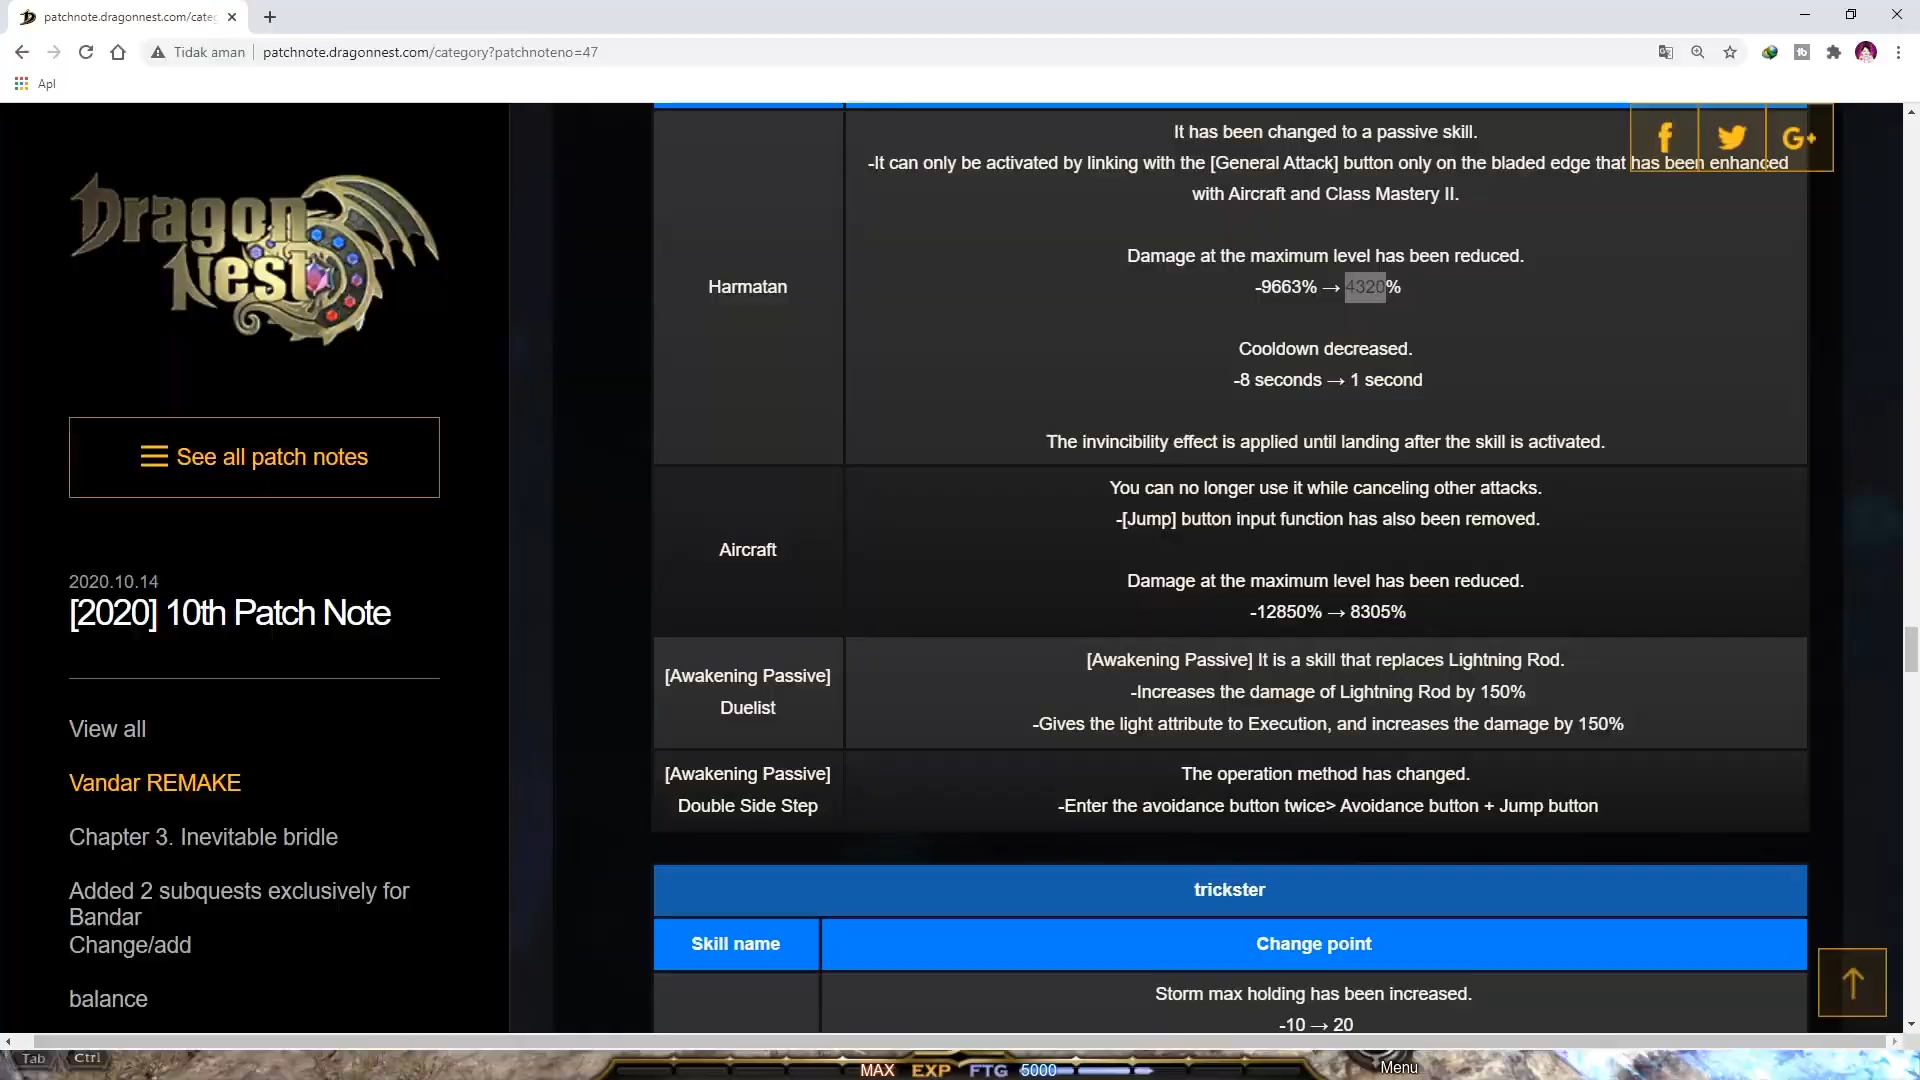 patchnote.dragonnest.com/categ
Tidak aman
patchnote.dragonnest.com/category?patchnoteno=47
Apl
Dragon
Nest
See all patch notes
2020.10.14
[2020] 10th Patch Note
View all
Vandar REMAKE
Chapter 3. Inevitable bridle
Added 2 subquests exclusively for
Bandar
Change/add
balance
f
G+
Harmatan
It has been changed to a passive skill.
-It can only be activated by linking with the [General Attack] button only on the bladed edge that has been enhanced
with Aircraft and Class Mastery II.
Damage at the maximum level has been reduced.
-9663% → 4320%
Cooldown decreased.
-8 seconds → 1 second
The invincibility effect is applied until landing after the skill is activated.
Aircraft
You can no longer use it while canceling other attacks.
-[Jump] button input function has also been removed.
Damage at the maximum level has been reduced.
-12850% → 8305%
[Awakening Passive]
Duelist
[Awakening Passive] It is a skill that replaces Lightning Rod.
-Increases the damage of Lightning Rod by 150%
-Gives the light attribute to Execution, and increases the damage by 150%
[Awakening Passive]
Double Side Step
The operation method has changed.
-Enter the avoidance button twice> Avoidance button + Jump button
trickster
Skill name
Change point
Storm max holding has been increased.
-10 → 20
Tab
Ctrl
MAX EXP FTG 5000
Menu